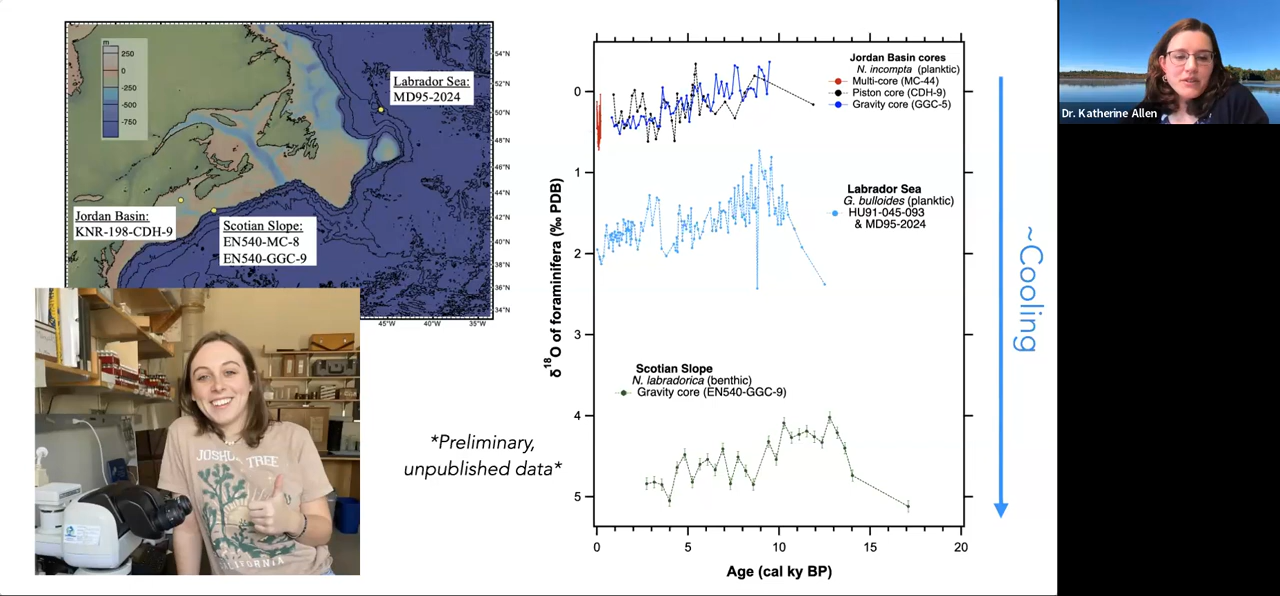 m
250
0
-250
-500
-750
Labrador Sea:
MD95-2024
Jordan Basin:
KNR-198-CDH-9
Scotian Slope:
EN540-MC-8
EN540-GGC-9
54°N
52°N
50°N
48°N
46°N
44°N
42°N
40°N
38°N
36°N
34°N
45°W
40°W
35°W
JOSHUA TREE
CALIFORNIA
*Preliminary,
unpublished data*
δ18O of foraminifera (‰ PDB)
0
1
2
3
4
5
Jordan Basin cores
N. incompta (planktic)
Multi-core (MC-44)
Piston core (CDH-9)
Gravity core (GGC-5)
Labrador Sea
G. bulloides (planktic)
HU91-045-093
& MD95-2024
Scotian Slope
N. labradorica (benthic)
Gravity core (EN540-GGC-9)
0
5
10
15
20
Age (cal ky BP)
~Cooling
Dr. Katherine Allen